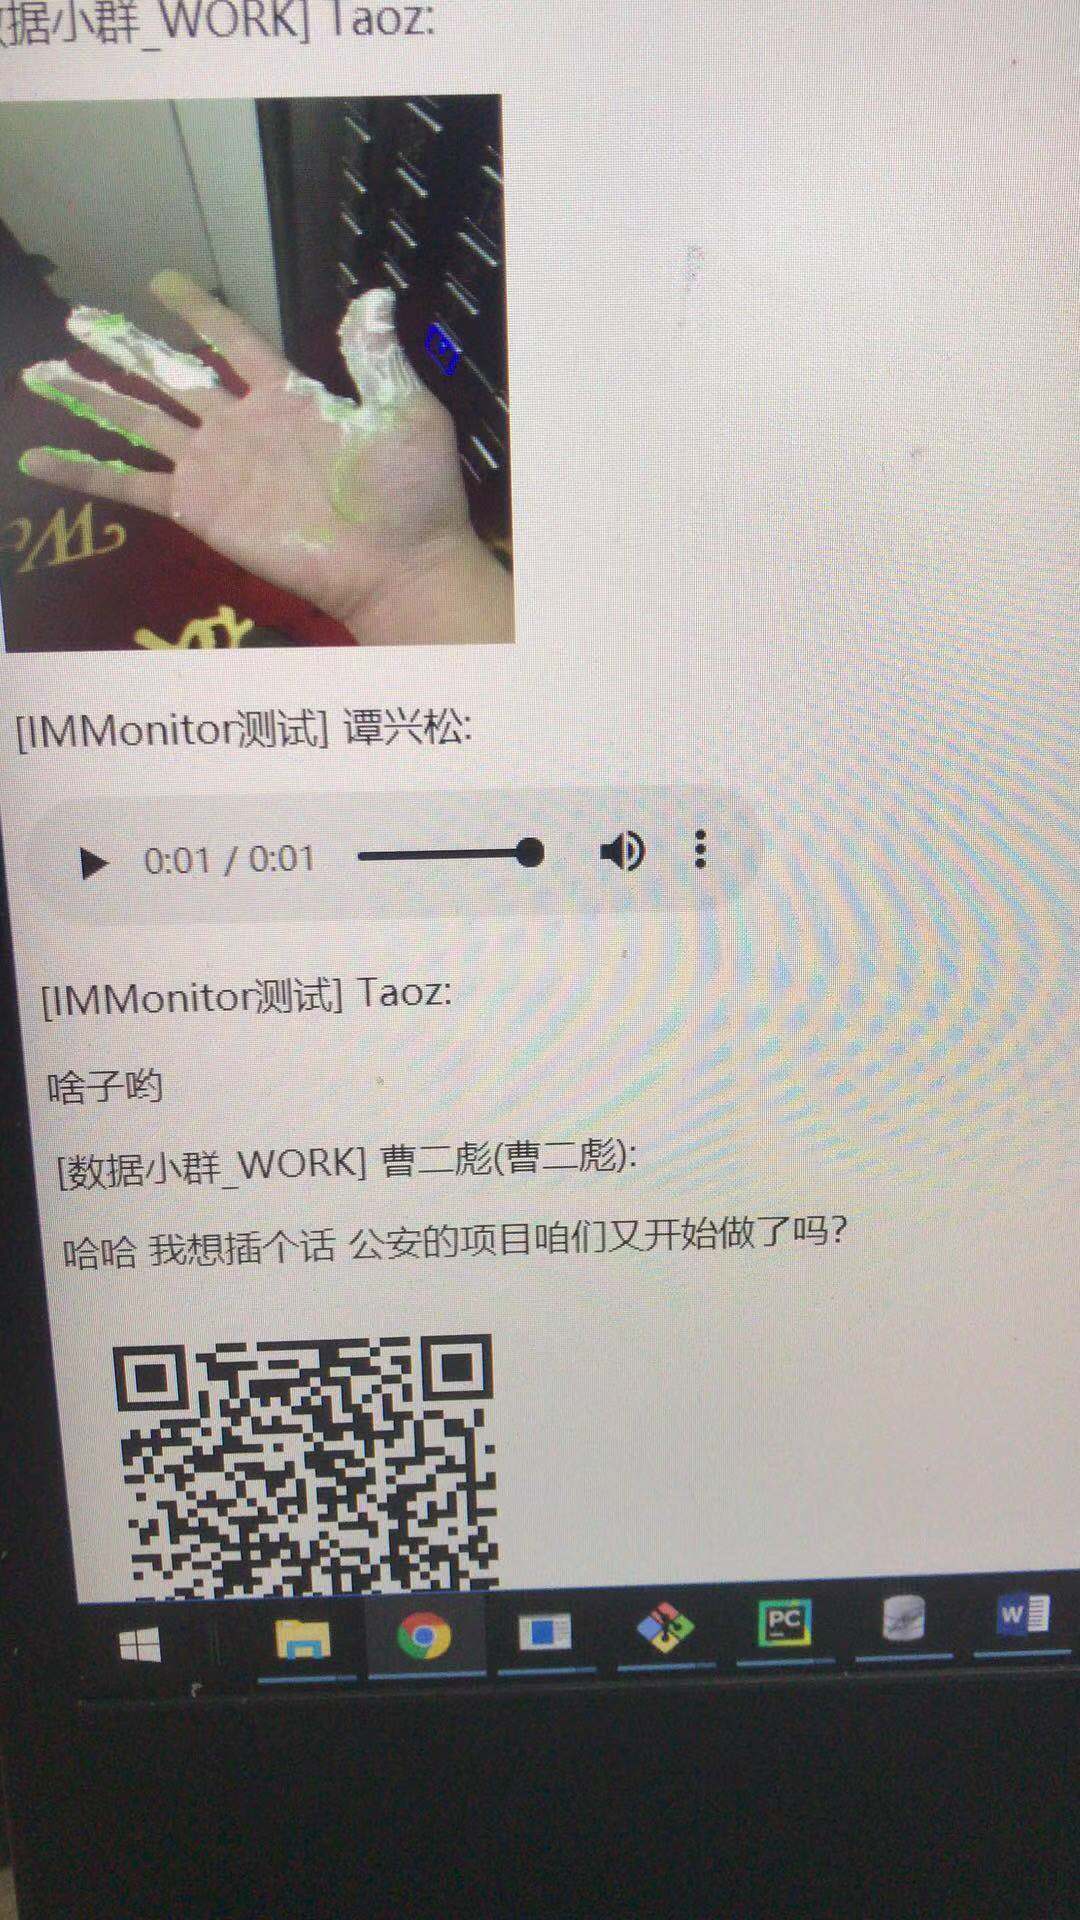 据小群_WORK] Taoz:
[IMMonitor测试] 谭兴松:
0:01 / 0:01
[IMMonitor测试] Taoz:
啥子哟
[数据小群_WORK] 曹二彪(曹二彪):
哈哈 我想插个话 公安的项目咱们又开始做了吗?
PC
W